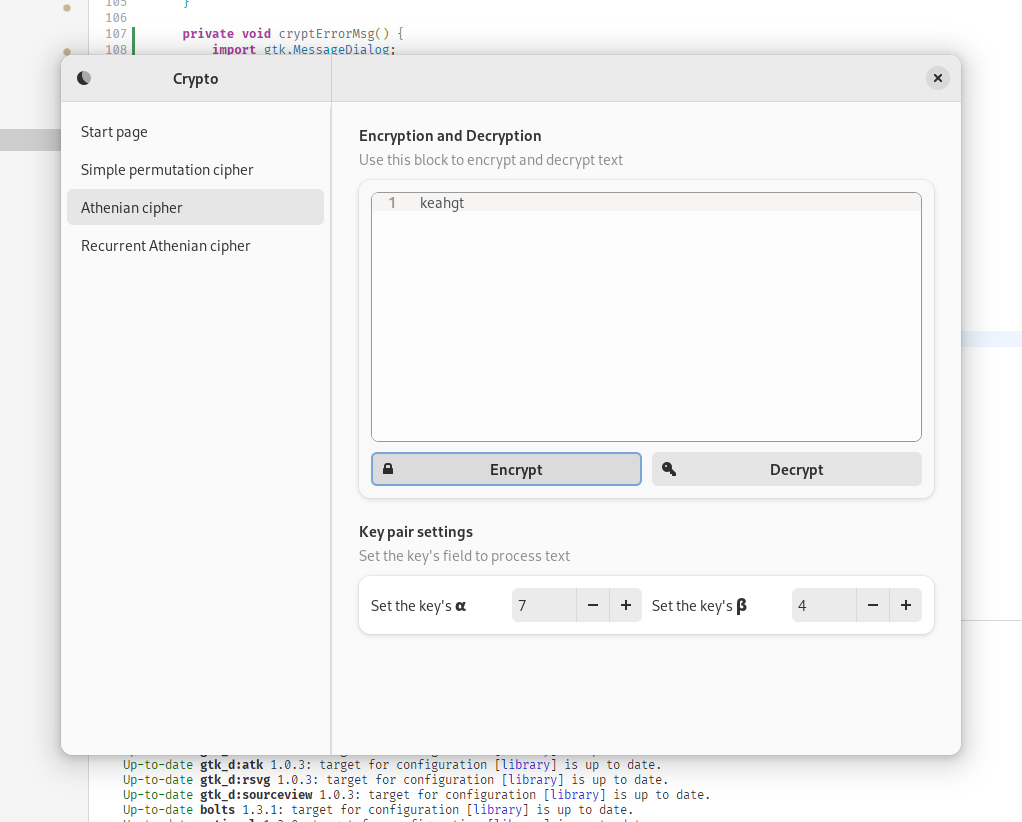 105 }
106
107 private void cryptErrorMsg() {
108 import gtk.MessageDialog;
Crypto
Start page
Simple permutation cipher
Athenian cipher
Recurrent Athenian cipher
Encryption and Decryption
Use this block to encrypt and decrypt text
1 keahgt
Encrypt
Decrypt
Key pair settings
Set the key's field to process text
Set the key's α 7 − +
Set the key's β 4 − +
Up-to-date gtk_d:atk 1.0.3: target for configuration [library] is up to date.
Up-to-date gtk_d:rsvg 1.0.3: target for configuration [library] is up to date.
Up-to-date gtk_d:sourceview 1.0.3: target for configuration [library] is up to date.
Up-to-date bolts 1.3.1: target for configuration [library] is up to date.